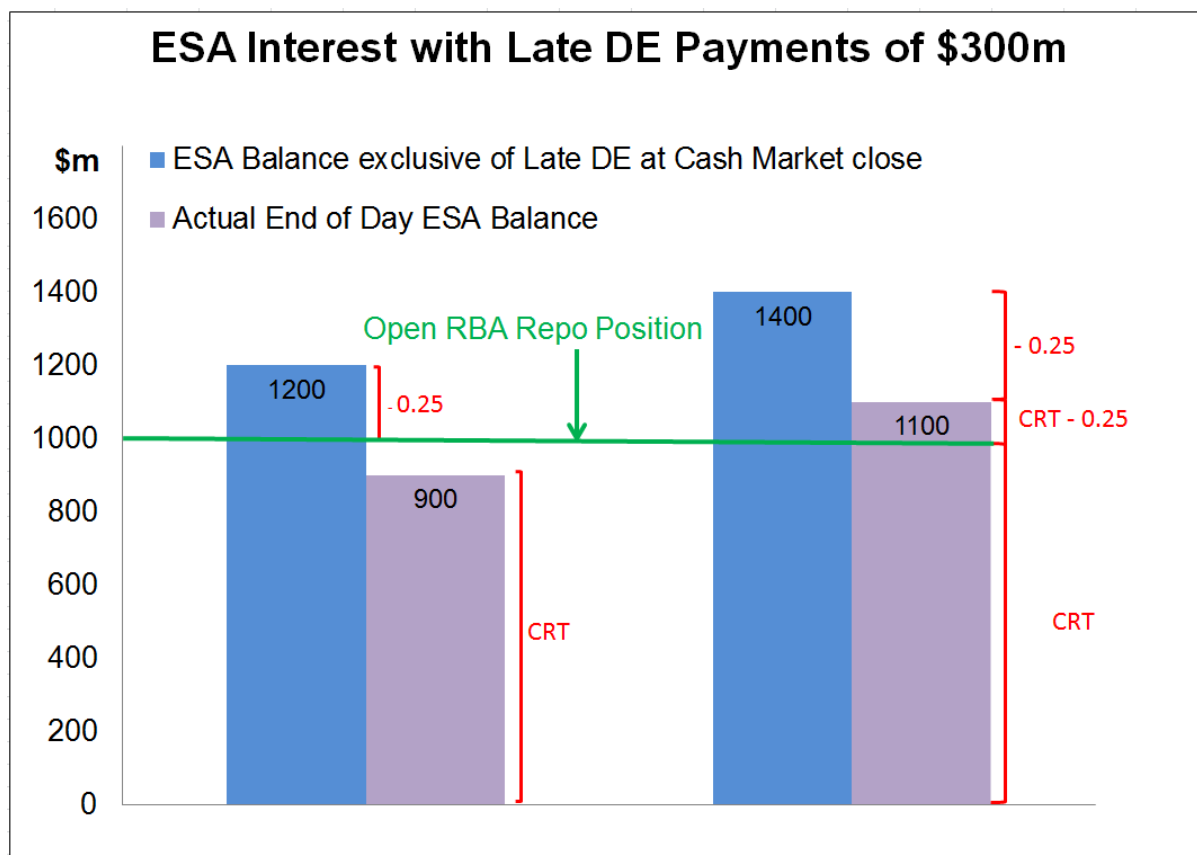 ESA Interest with Late DE Payments of $300m
$m
ESA Balance exclusive of Late DE at Cash Market close
Actual End of Day ESA Balance
1600
1400
1200
1000
800
600
400
200
0
Open RBA Repo Position
1200
- 0.25
900
CRT
1400
- 0.25
1100
CRT - 0.25
CRT